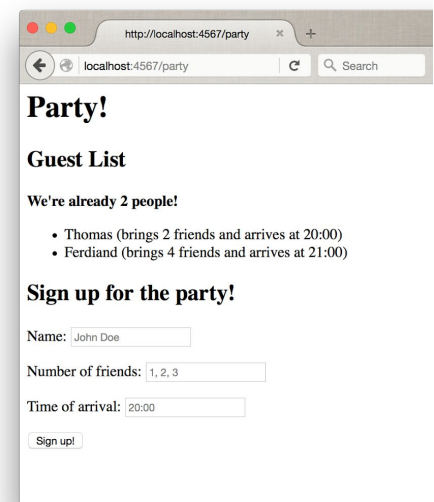 http://localhost:4567/party
localhost:4567/party
Search
Party!
Guest List
We're already 2 people!
Thomas (brings 2 friends and arrives at 20:00)
Ferdiand (brings 4 friends and arrives at 21:00)
Sign up for the party!
Name: John Doe
Number of friends: 1, 2, 3
Time of arrival: 20:00
Sign up!